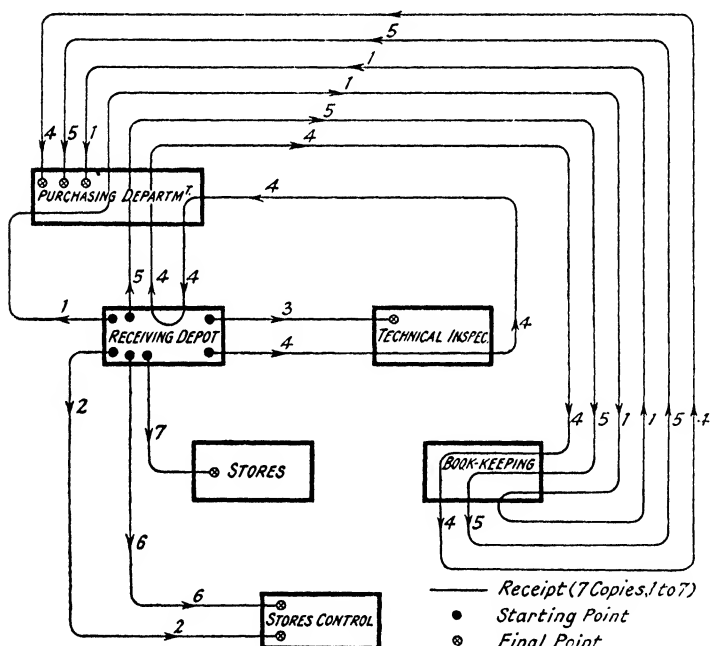 5
1
1
5
4
4 5 1
PURCHASING DEPARTMT.
4
5 4 4
1
3
RECEIVING DEPOT
TECHNICAL INSPEC.
4
4
2
7
4 5 1 1 5 4
BOOK-KEEPING
STORES
4 5
6
6
STORES CONTROL
2
Receipt (7 Copies, 1 to 7)
Starting Point
Final Point